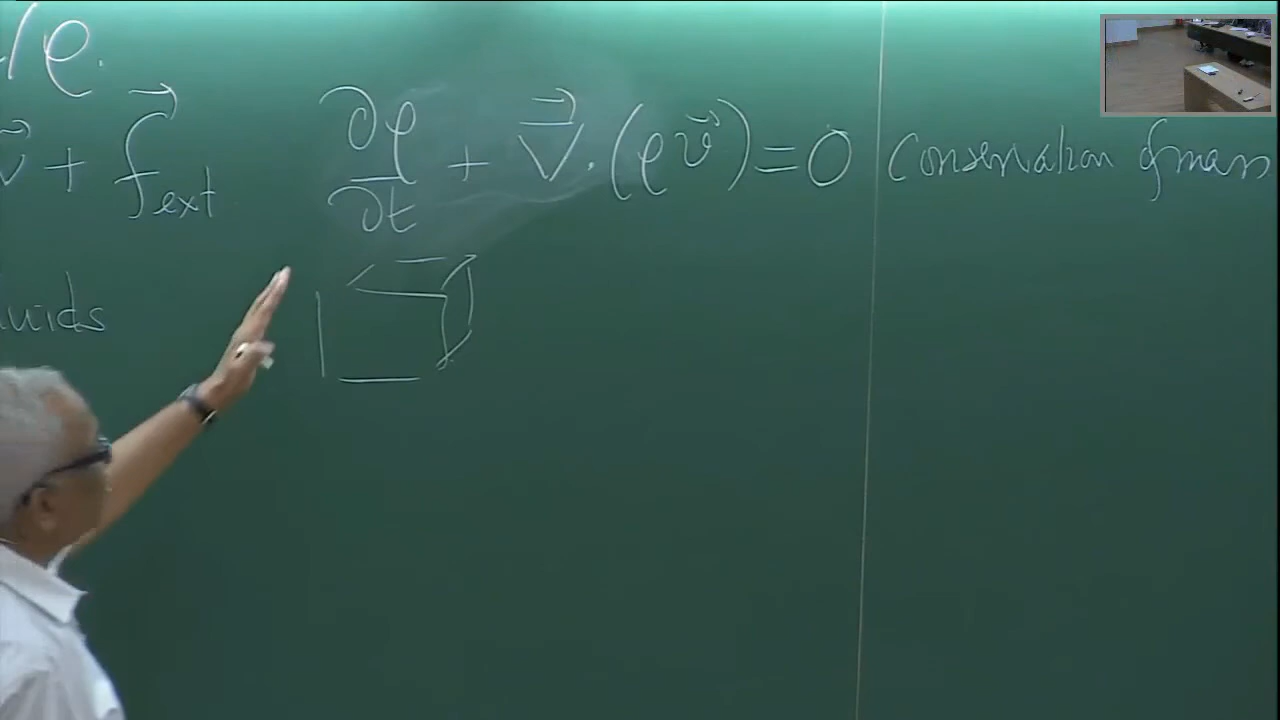 ρ.
v⃗ + f⃗ext
∂ρ/∂t + ∇⃗·(ρv⃗) = 0 Conservation of mass
uids